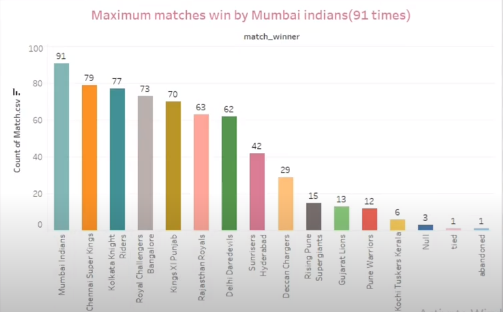 Maximum matches win by Mumbai indians(91 times)
match_winner
Count of Match.csv
100
80
60
40
20
0
91
79
77
73
70
63
62
42
29
15
13
12
6
3
1
1
Mumbai Indians
Chennai Super Kings
Kolkata Knight
Riders
Royal Challengers
Bangalore
Kings XI Punjab
Rajasthan Royals
Delhi Daredevils
Sunrisers
Hyderabad
Deccan Chargers
Rising Pune
Supergiants
Gujarat Lions
Pune Warriors
Kochi Tuskers Kerala
Null
tied
abandoned